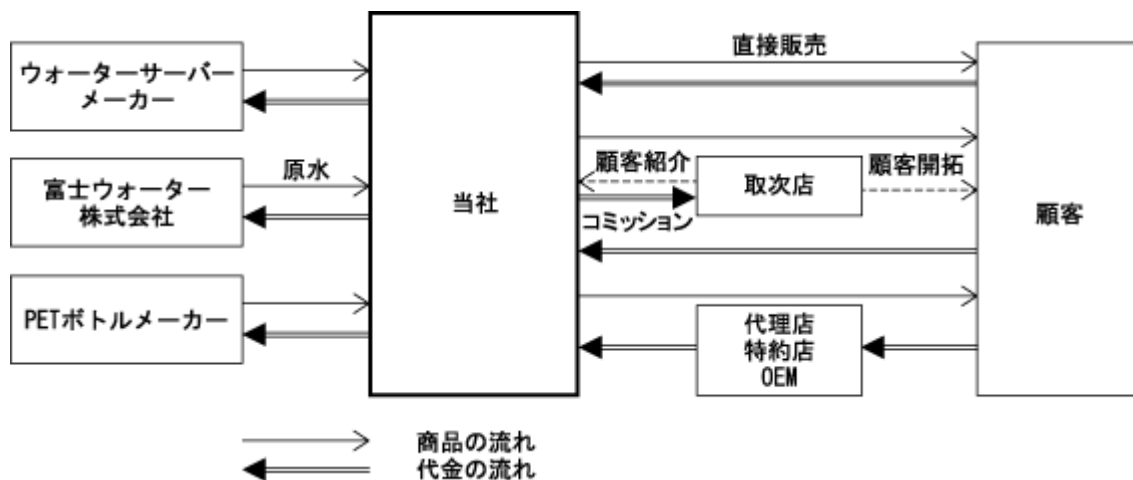 ウォーターサーバー
メーカー
富士ウォーター
株式会社
PETボトルメーカー
原水
当社
直接販売
顧客紹介
取次店
顧客開拓
コミッション
代理店
特約店
OEM
顧客
商品の流れ
代金の流れ